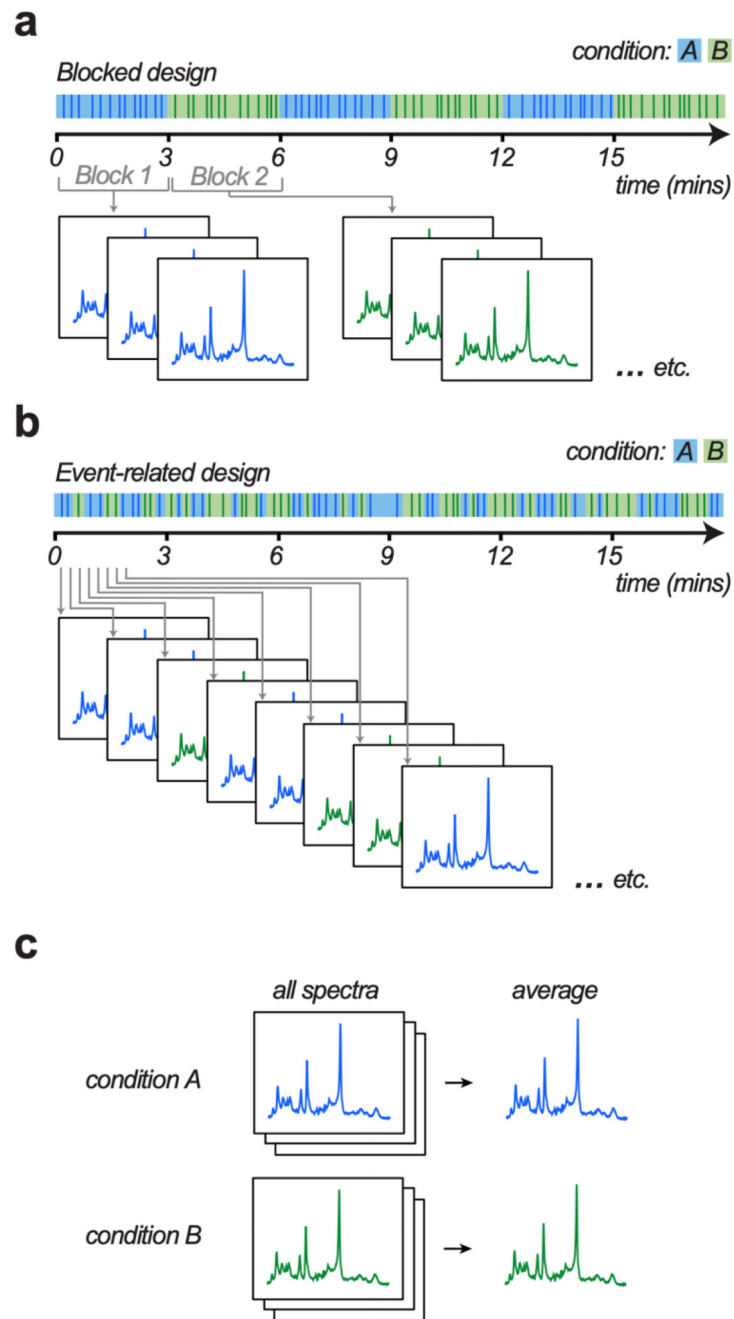 a
condition: A B
Blocked design
0 3 6 9 12 15
Block 1 Block 2
time (mins)
... etc.
b
condition: A B
Event-related design
0 3 6 9 12 15
time (mins)
... etc.
c
all spectra average
condition A
condition B